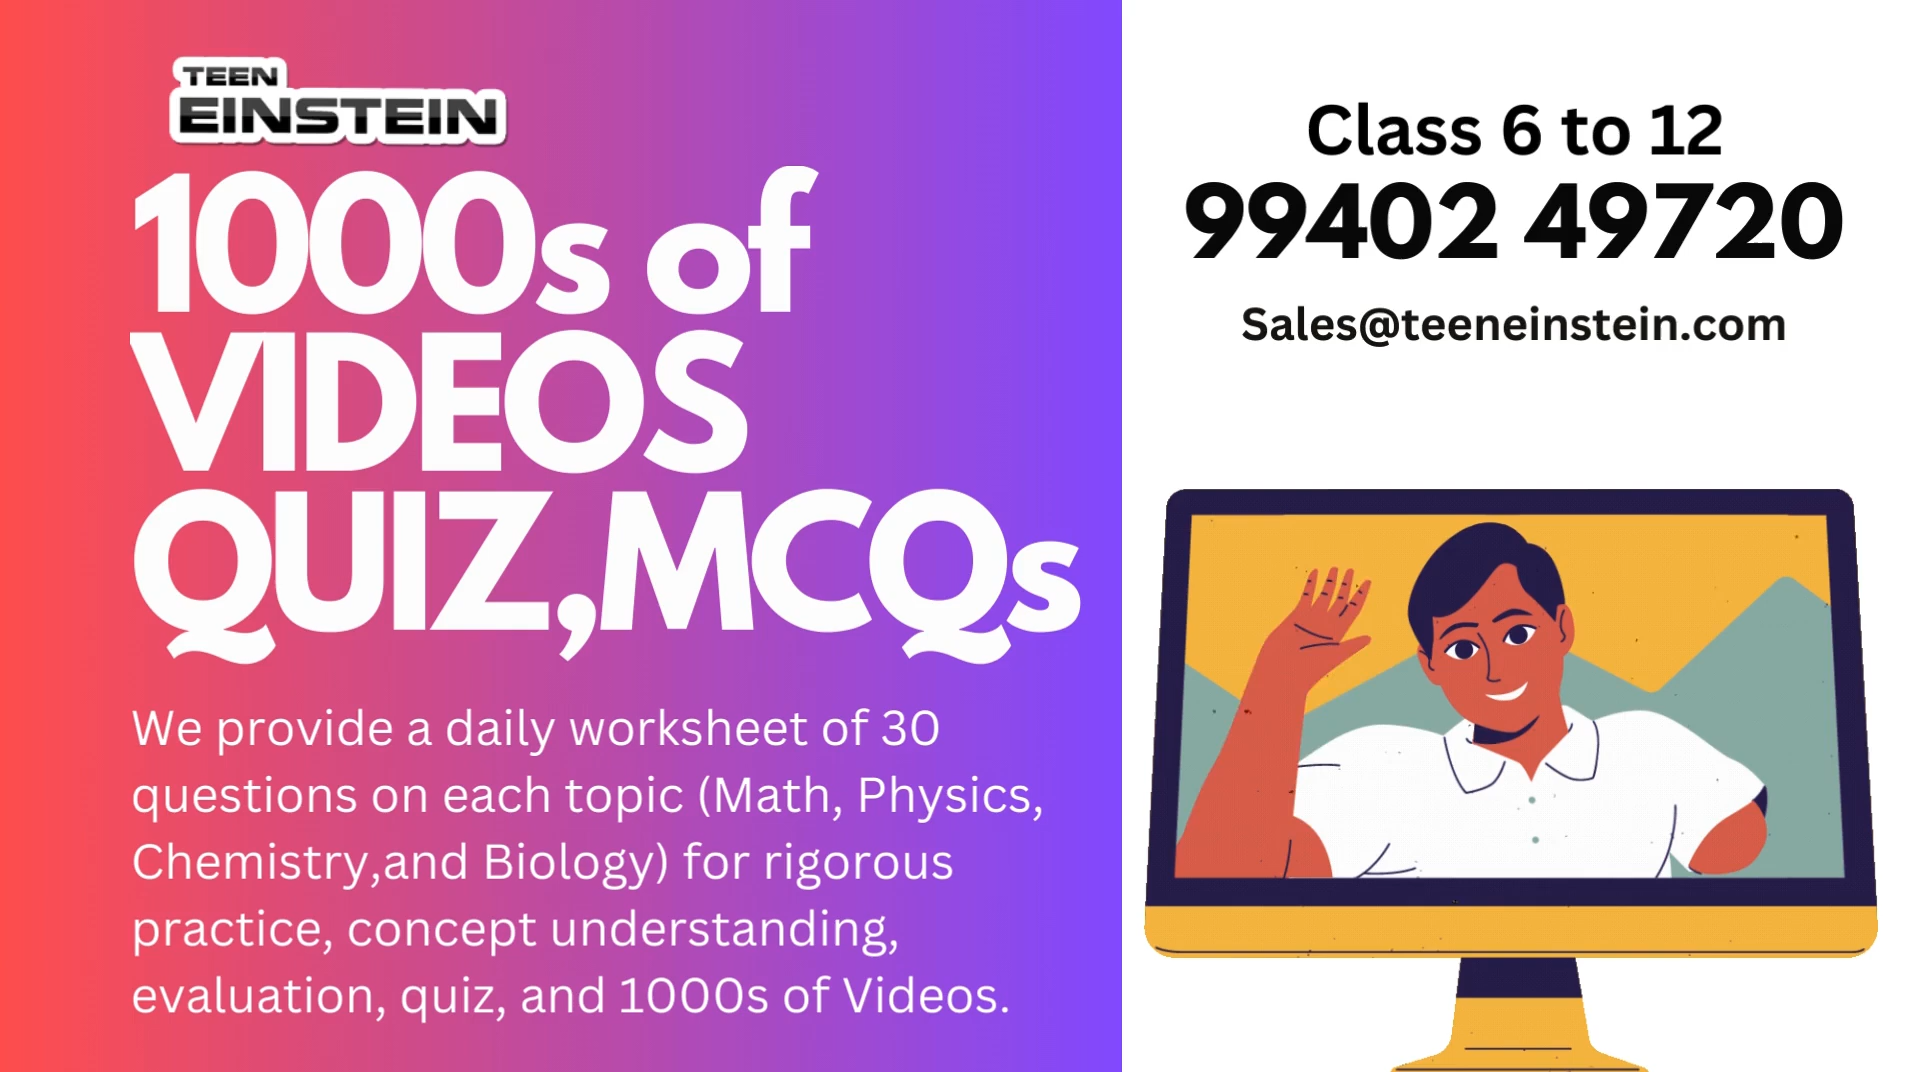 TEEN
EINSTEIN
1000s of
VIDEOS
QUIZ,MCQs
We provide a daily worksheet of 30
questions on each topic (Math, Physics,
Chemistry,and Biology) for rigorous
practice, concept understanding,
evaluation, quiz, and 1000s of Videos.
Class 6 to 12
99402 49720
Sales@teeneinstein.com